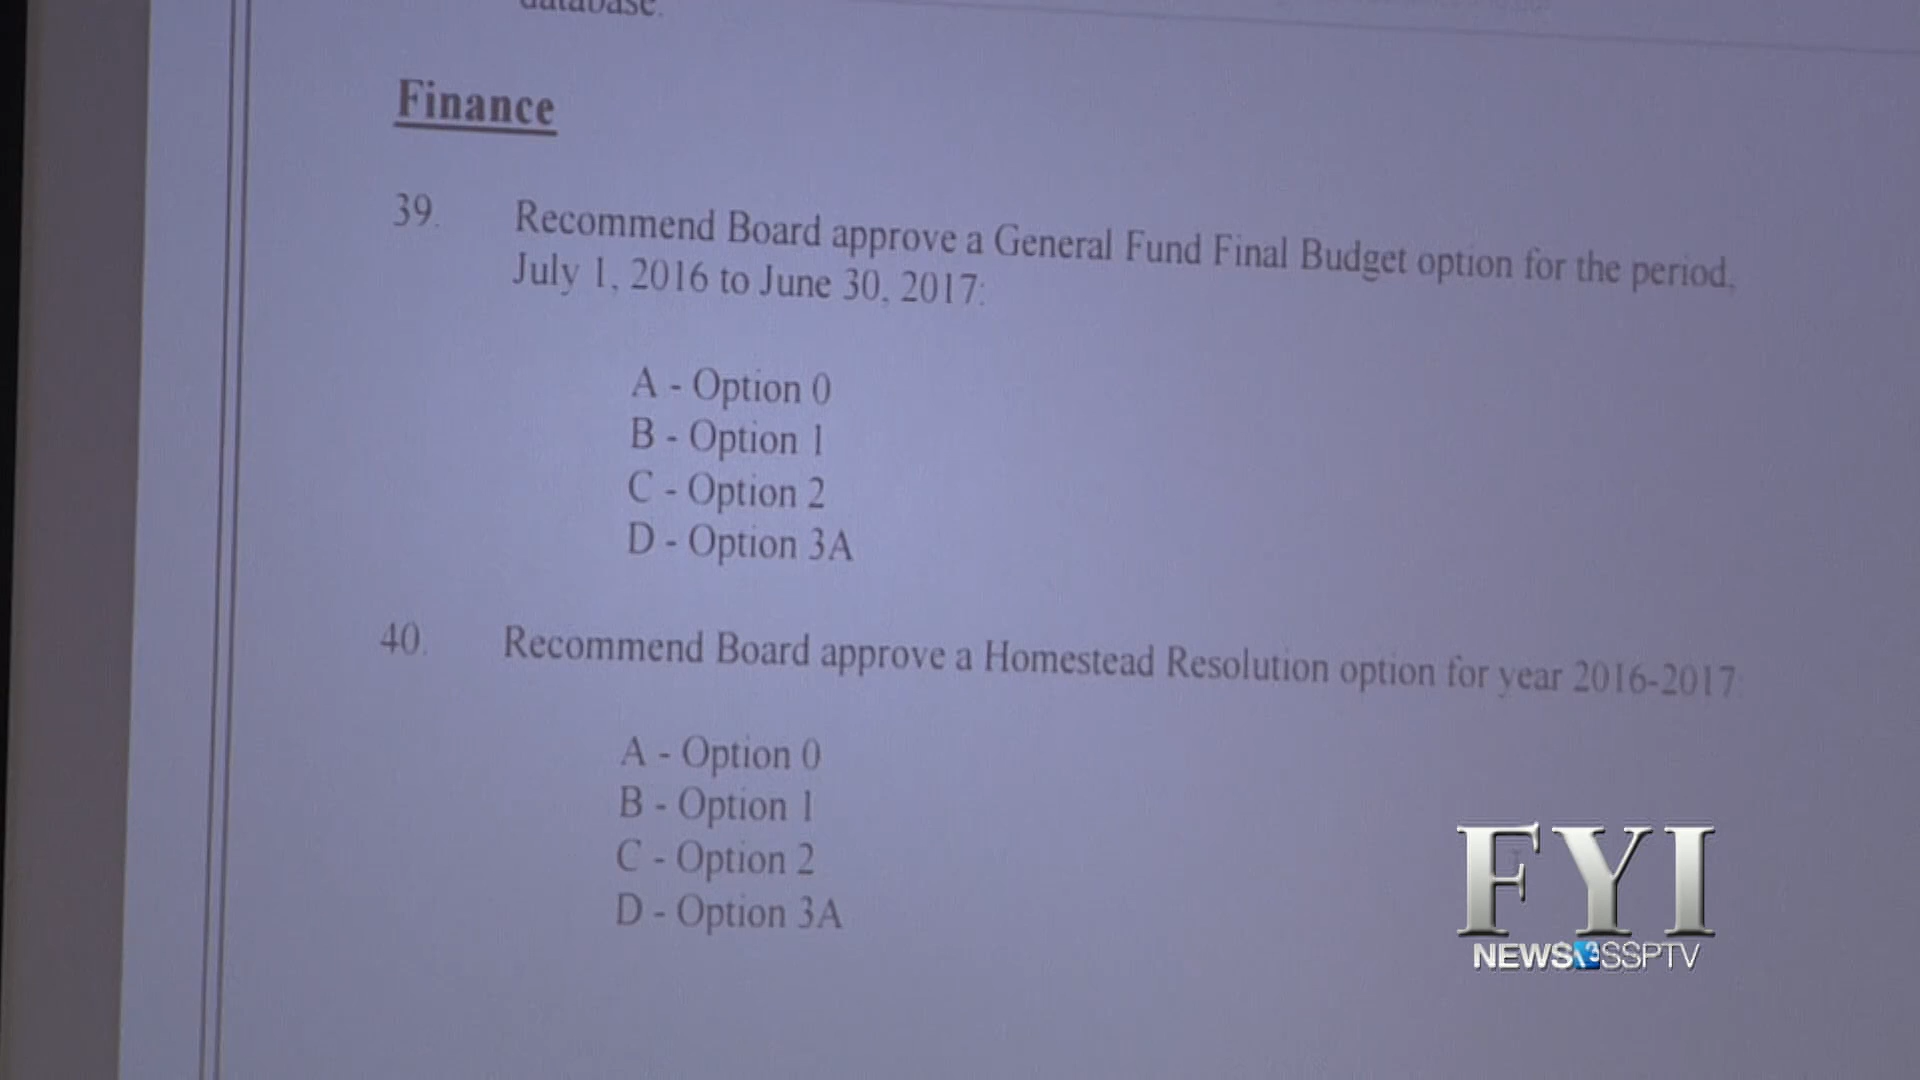 database.
Finance
39. Recommend Board approve a General Fund Final Budget option for the period,
July 1, 2016 to June 30, 2017:
A - Option 0
B - Option 1
C - Option 2
D - Option 3A
40. Recommend Board approve a Homestead Resolution option for year 2016-2017:
A - Option 0
B - Option 1
C - Option 2
D - Option 3A
FYI
NEWS13SSPTV